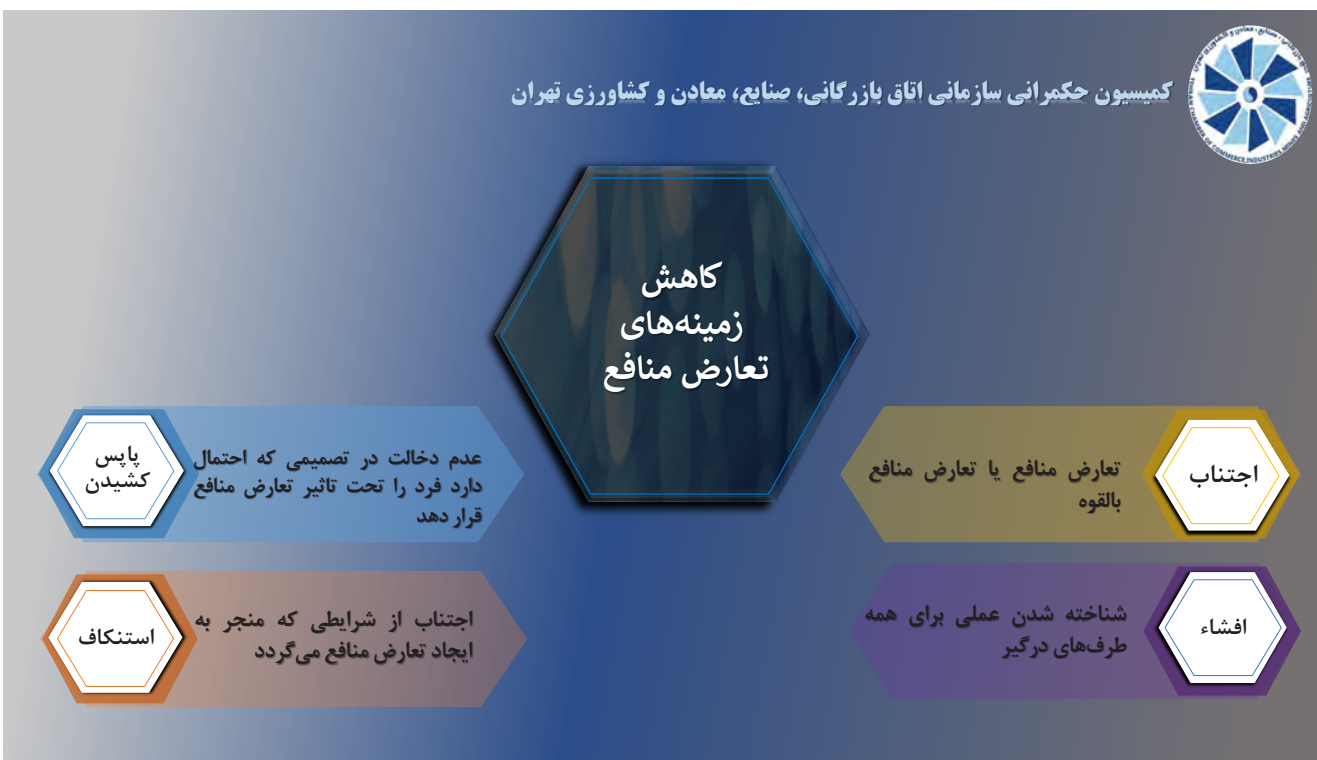 کمیسیون حکمرانی سازمانی اتاق بازرگانی، صنایع، معادن و کشاورزی تهران
کاهش
زمینه‌های
تعارض منافع
اجتناب
تعارض منافع یا تعارض منافع
بالقوه
افشاء
شناخته شدن عملی برای همه
طرف‌های درگیر
پاپس
کشیدن
عدم دخالت در تصمیمی که احتمال
دارد فرد را تحت تاثیر تعارض منافع
قرار دهد
استنکاف
اجتناب از شرایطی که منجر به
ایجاد تعارض منافع می‌گردد